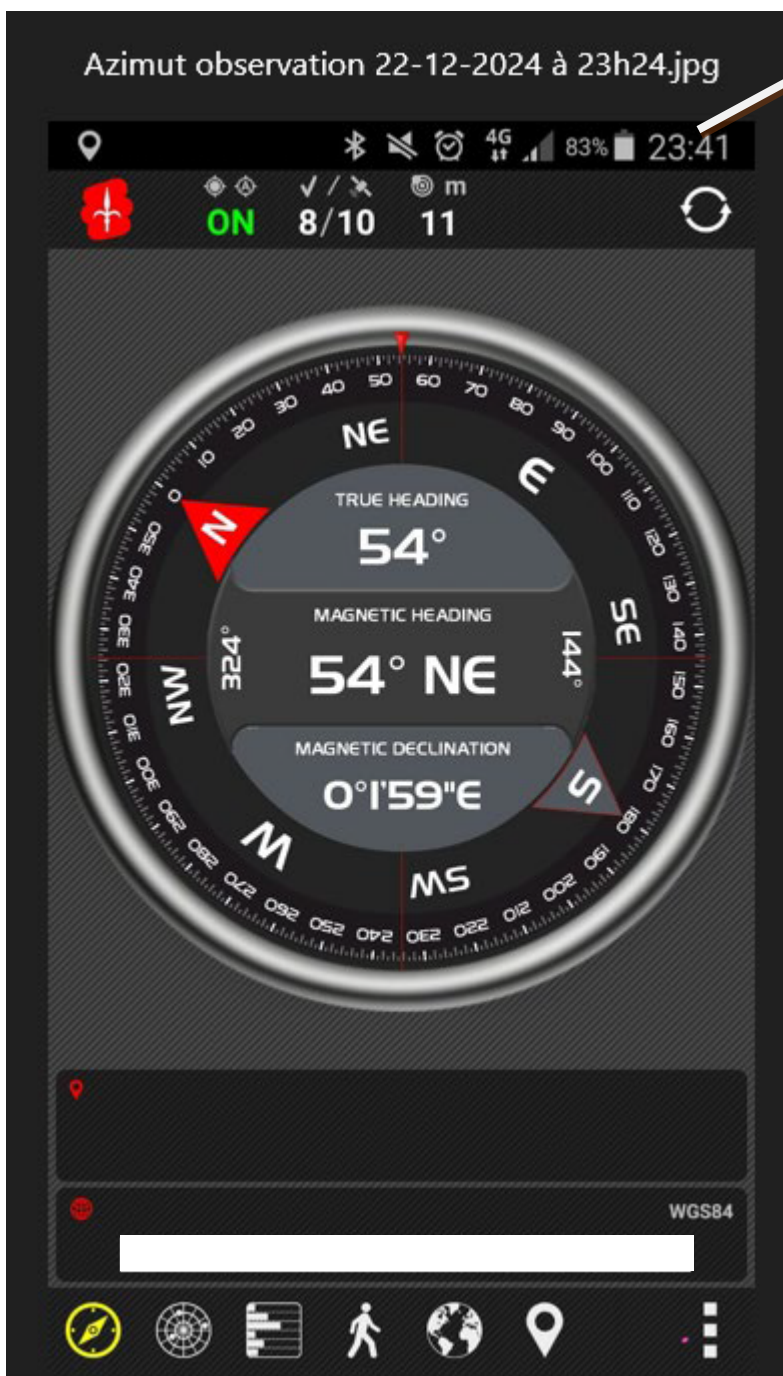 Azimut observation 22-12-2024 à 23h24.jpg
4G 83% 23:41
m
ON 8/10 11
0 10 20 30 40 50 60 70 80 90 100 110 120 130 140 150 160 170 180 190 200 210 220 230 240 250 260 270 280 290 300 310 320 330 340 350
N NE E SE S SW W NW
TRUE HEADING
54°
MAGNETIC HEADING
324° 54° NE 144°
MAGNETIC DECLINATION
0°1'59"E
WGS84